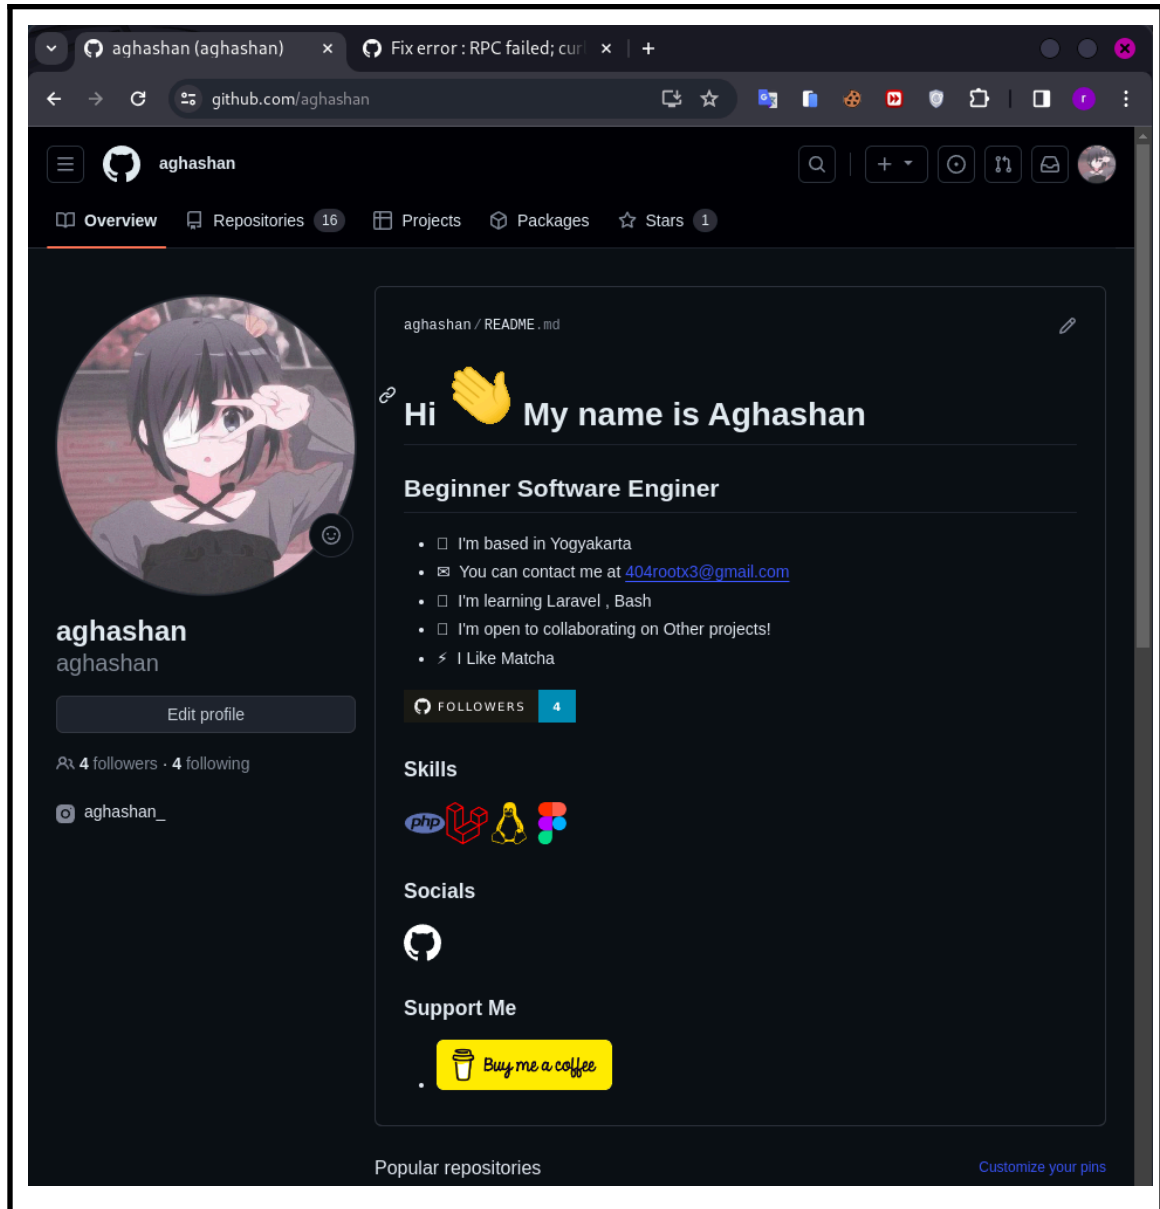 aghashan (aghashan)
Fix error : RPC failed; cur
github.com/aghashan
r
aghashan
Overview
Repositories 16
Projects
Packages
Stars 1
aghashan/README.md
Hi 👋 My name is Aghashan
Beginner Software Enginer
I'm based in Yogyakarta
✉ You can contact me at 404rootx3@gmail.com
I'm learning Laravel , Bash
I'm open to collaborating on Other projects!
⚡ I Like Matcha
FOLLOWERS 4
aghashan
aghashan
Edit profile
4 followers · 4 following
aghashan_
Skills
php
Socials
Support Me
Buy me a coffee
Popular repositories
Customize your pins